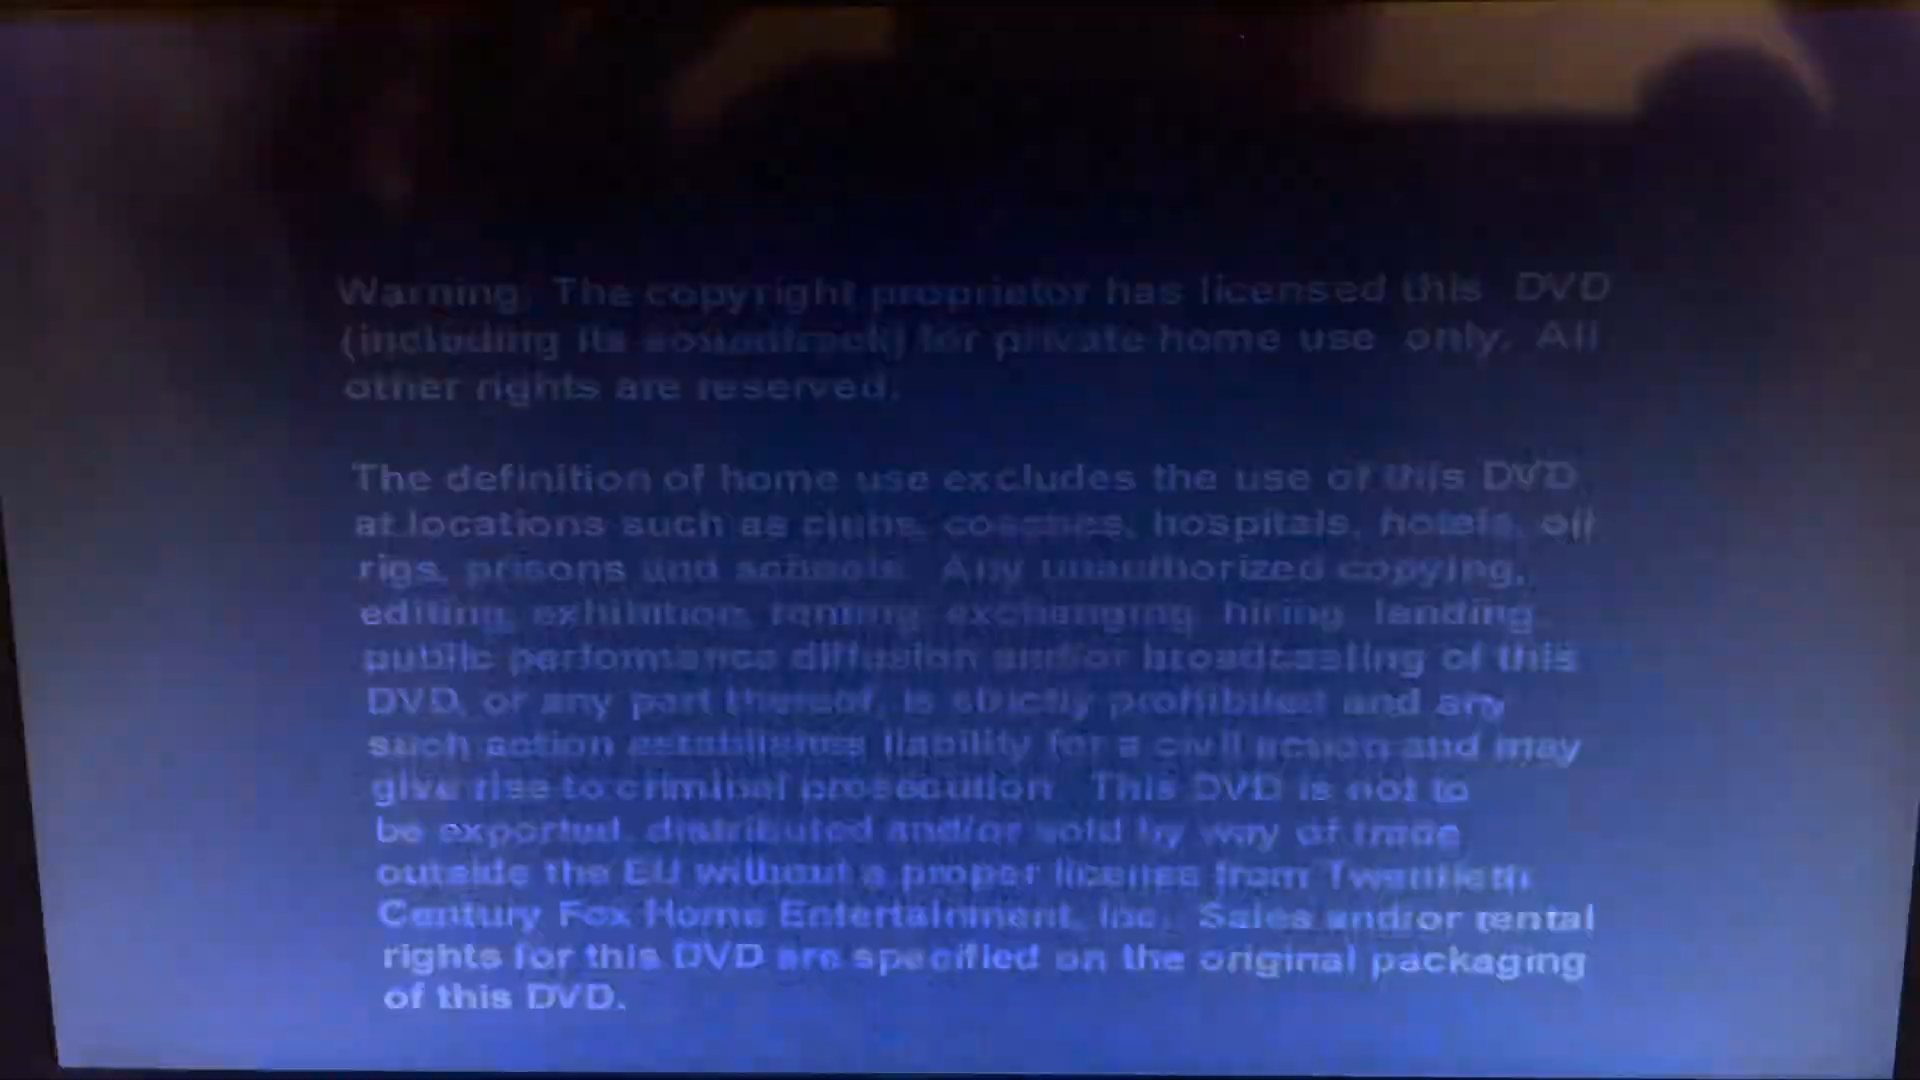 Warning: The copyright proprietor has licensed this DVD
(including its soundtrack) for private home use only. All
other rights are reserved.
The definition of home use excludes the use of this DVD
at locations such as clubs, coaches, hospitals, hotels, oil
rigs, prisons and schools. Any unauthorized copying,
editing, exhibition, renting, exchanging, hiring, lending,
public performance, diffusion and/or broadcasting of this
DVD, or any part thereof, is strictly prohibited and any
such action establishes liability for a civil action and may
give rise to criminal prosecution. This DVD is not to
be exported, distributed and/or sold by way of trade
outside the EU without a proper license from Twentieth
Century Fox Home Entertainment, Inc. Sales and/or rental
rights for this DVD are specified on the original packaging
of this DVD.